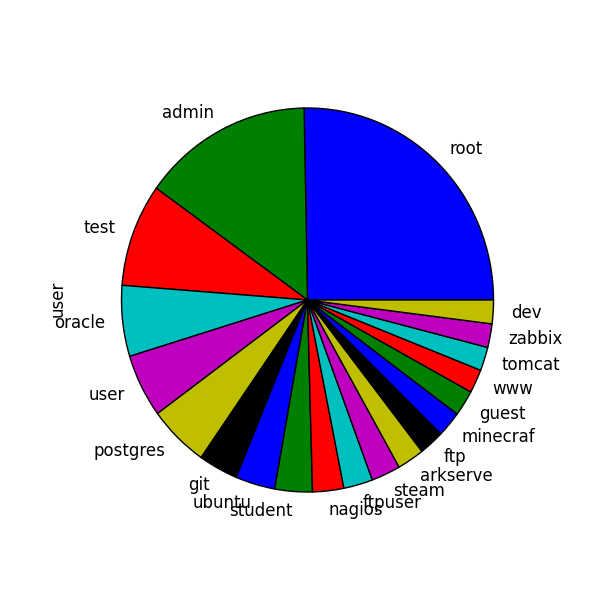 root
admin
test
user
oracle
user
postgres
git
ubuntu
student
nagios
ftpuser
steam
arkserve
ftp
minecraf
guest
www
tomcat
zabbix
dev